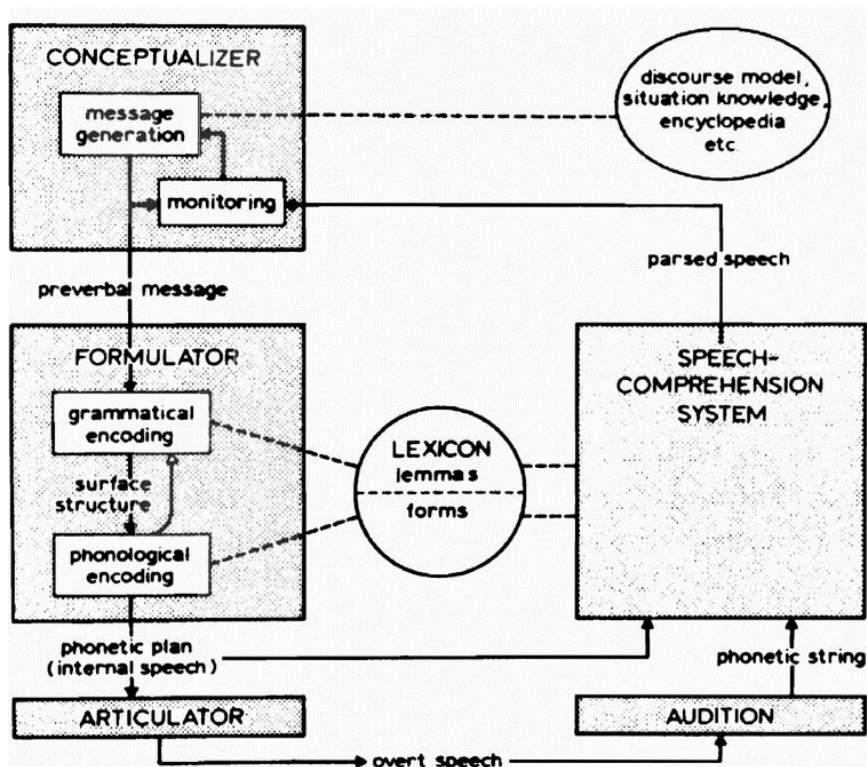 CONCEPTUALIZER
message
generation
monitoring
discourse model,
situation knowledge,
encyclopedia
etc.
parsed speech
preverbal message
FORMULATOR
grammatical
encoding
surface
structure
phonological
encoding
LEXICON
lemmas
forms
SPEECH-
COMPREHENSION
SYSTEM
phonetic plan
(internal speech)
phonetic string
ARTICULATOR
AUDITION
overt speech